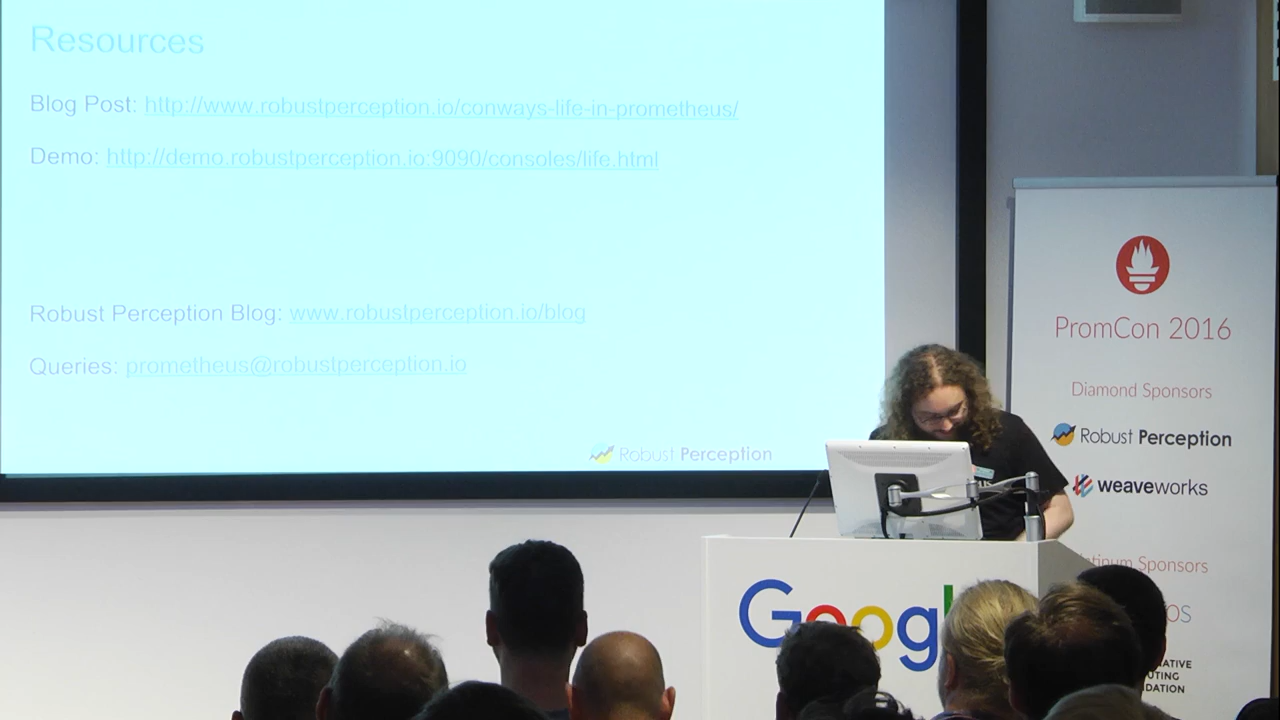 Resources
Blog Post: http://www.robustperception.io/conways-life-in-prometheus/
Demo: http://demo.robustperception.io:9090/consoles/life.html
Robust Perception Blog: www.robustperception.io/blog
Queries: prometheus@robustperception.io
Robust Perception
PromCon 2016
Diamond Sponsors
Robust Perception
weaveworks
Sponsors
Goog